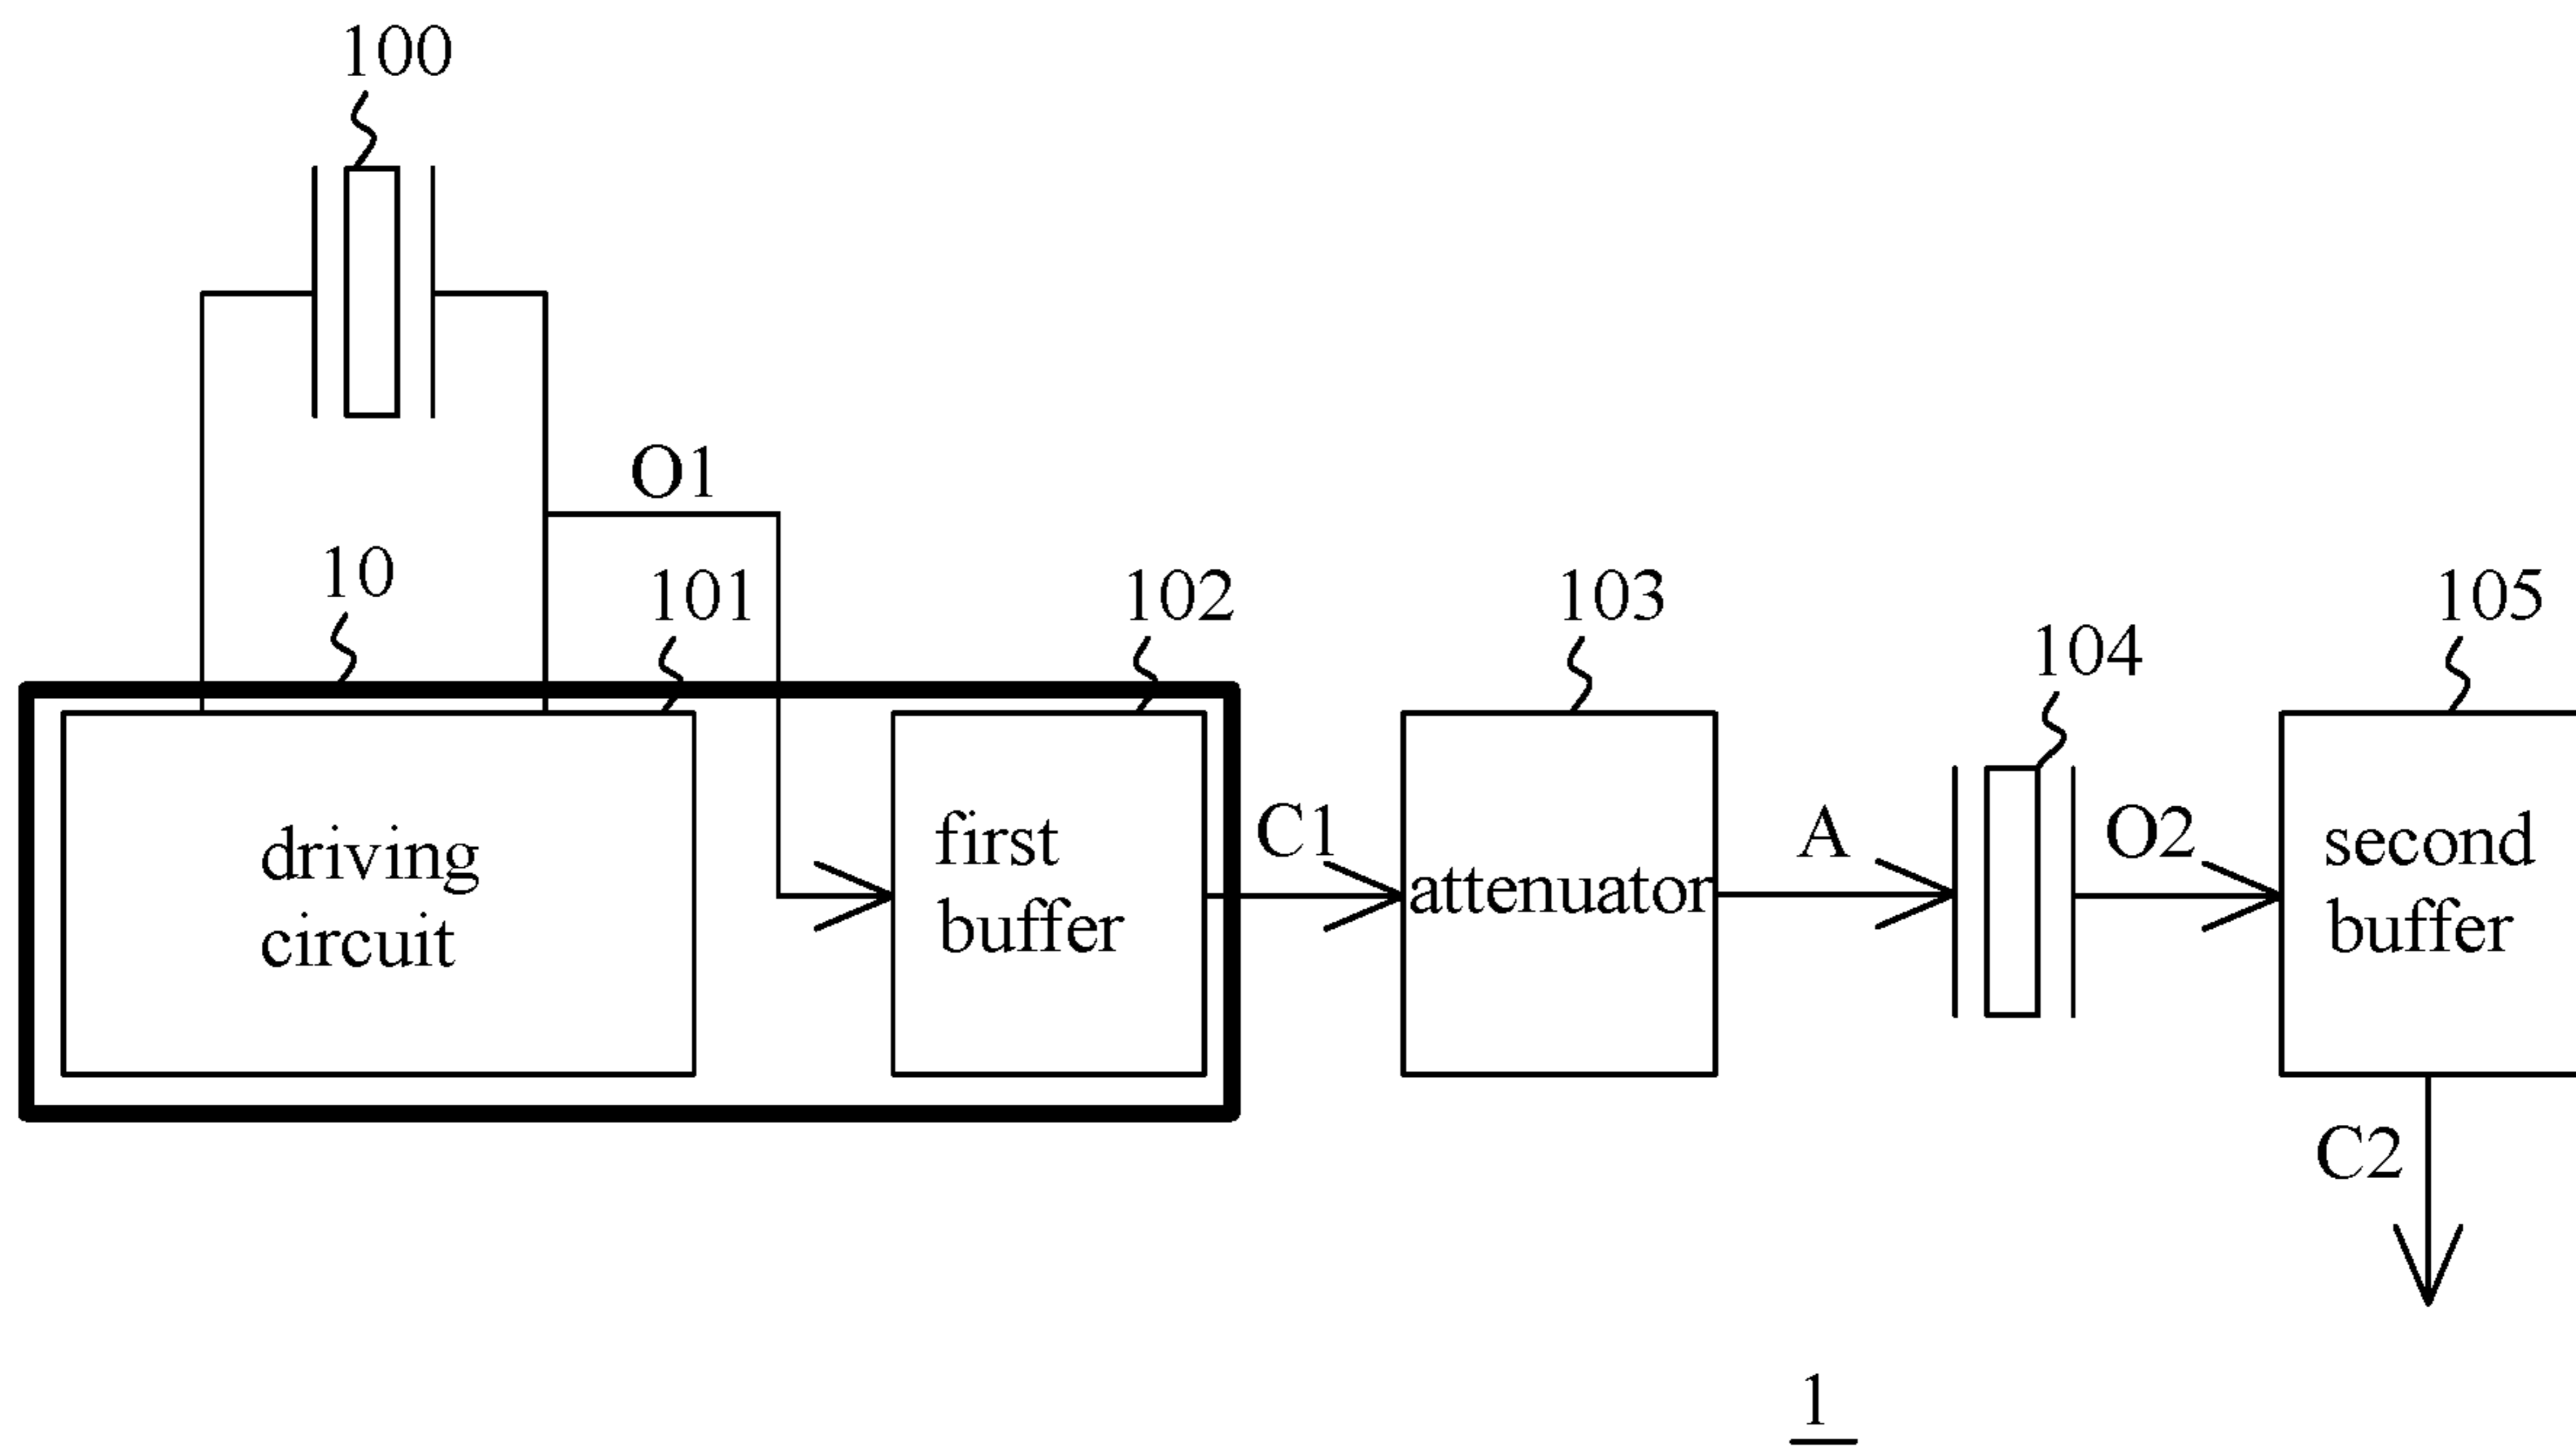 100
O1
10
101
102
103
104
105
driving
circuit
first
buffer
C1
attenuator
A
O2
second
buffer
C2
1